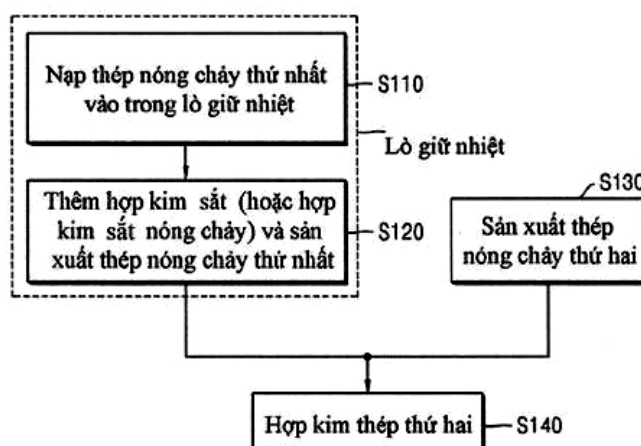 Nạp thép nóng chảy thứ nhất
vào trong lò giữ nhiệt
S110
Lò giữ nhiệt
Thêm hợp kim sắt (hoặc hợp
kim sắt nóng chảy) và sản
xuất thép nóng chảy thứ nhất
S120
S130
Sản xuất thép
nóng chảy thứ hai
Hợp kim thép thứ hai
S140